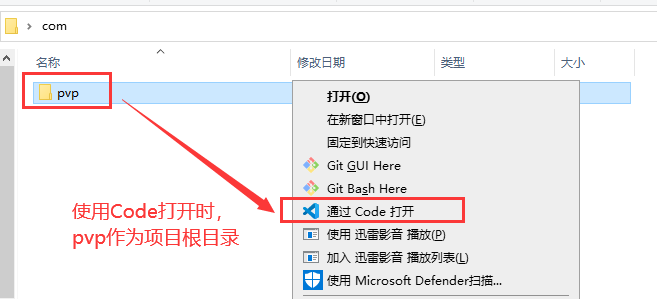 com
名称
修改日期
类型
大小
pvp
打开(O)
在新窗口中打开(E)
固定到快速访问
Git GUI Here
Git Bash Here
通过 Code 打开
使用 迅雷影音 播放(P)
加入 迅雷影音 播放列表(L)
使用 Microsoft Defender扫描...
使用Code打开时，
pvp作为项目根目录